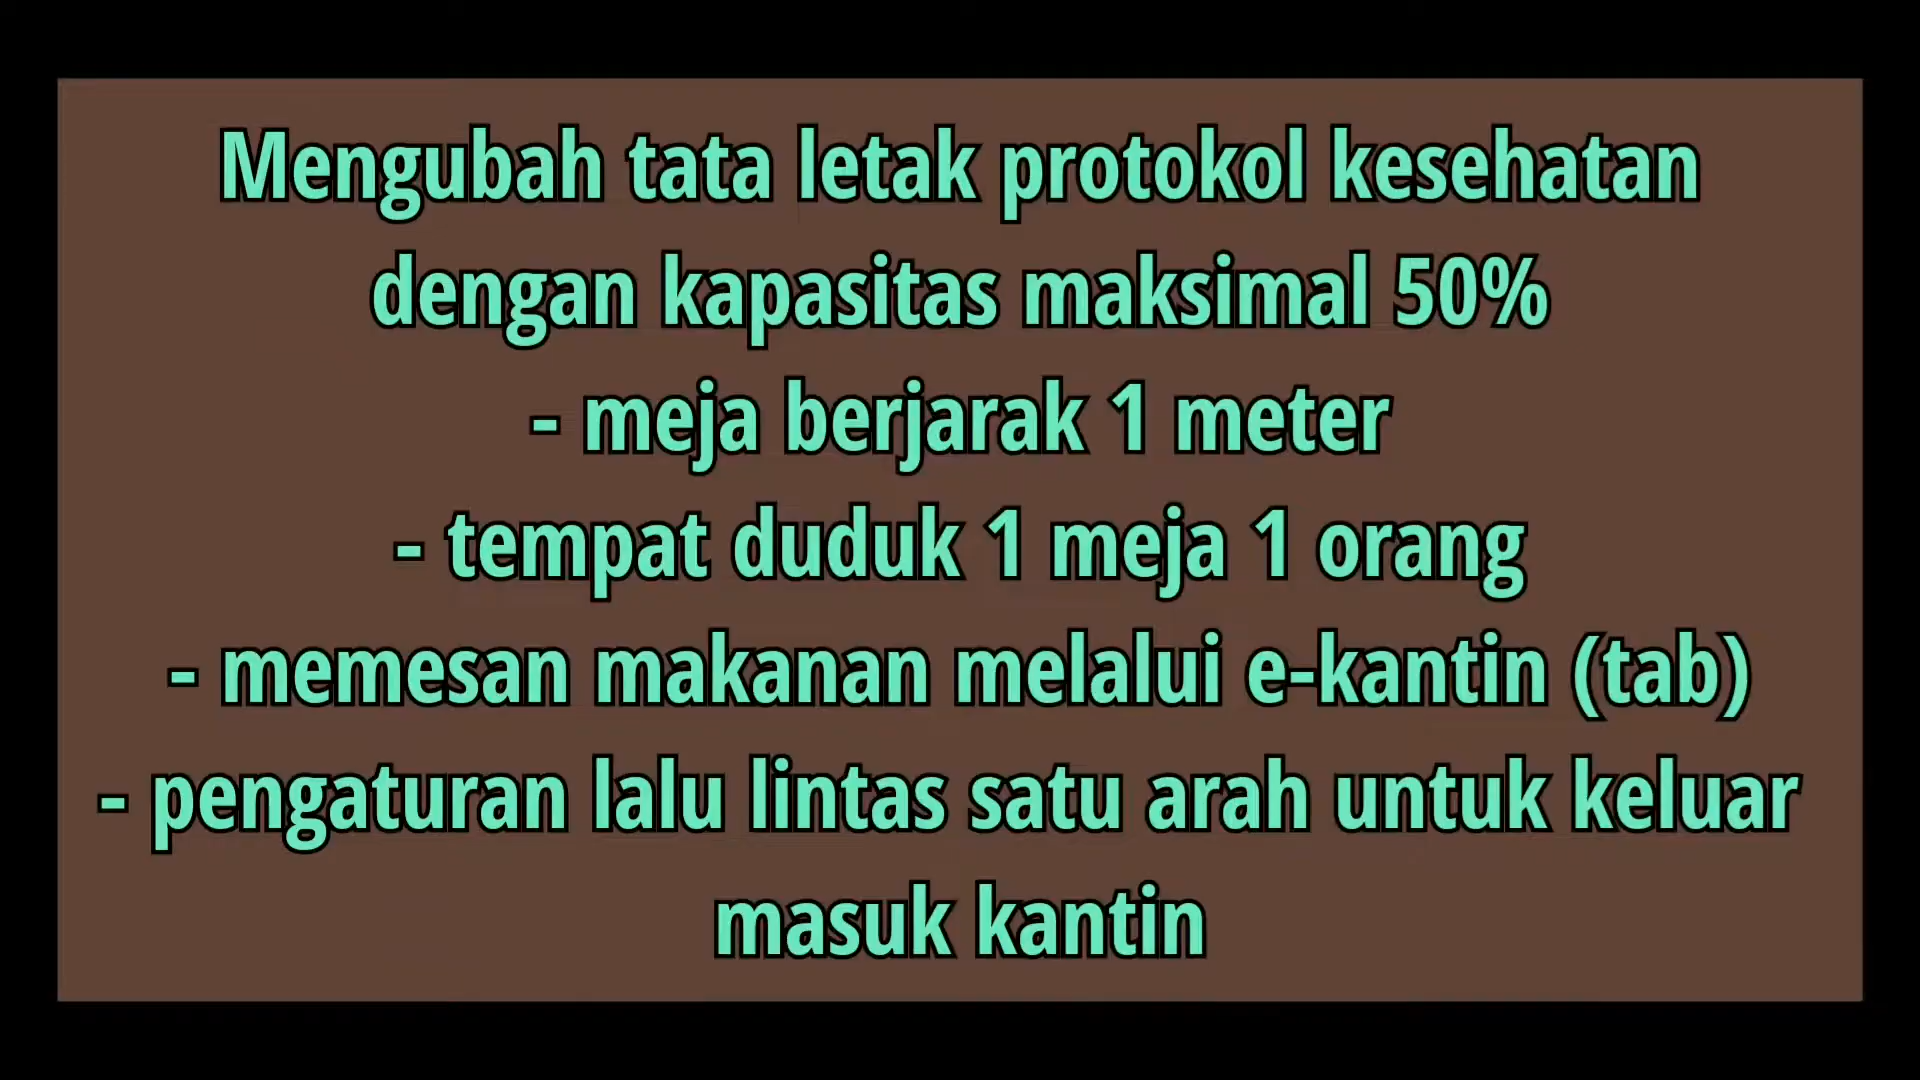 Mengubah tata letak protokol kesehatan
dengan kapasitas maksimal 50%
- meja berjarak 1 meter
- tempat duduk 1 meja 1 orang
- memesan makanan melalui e-kantin (tab)
- pengaturan lalu lintas satu arah untuk keluar
masuk kantin